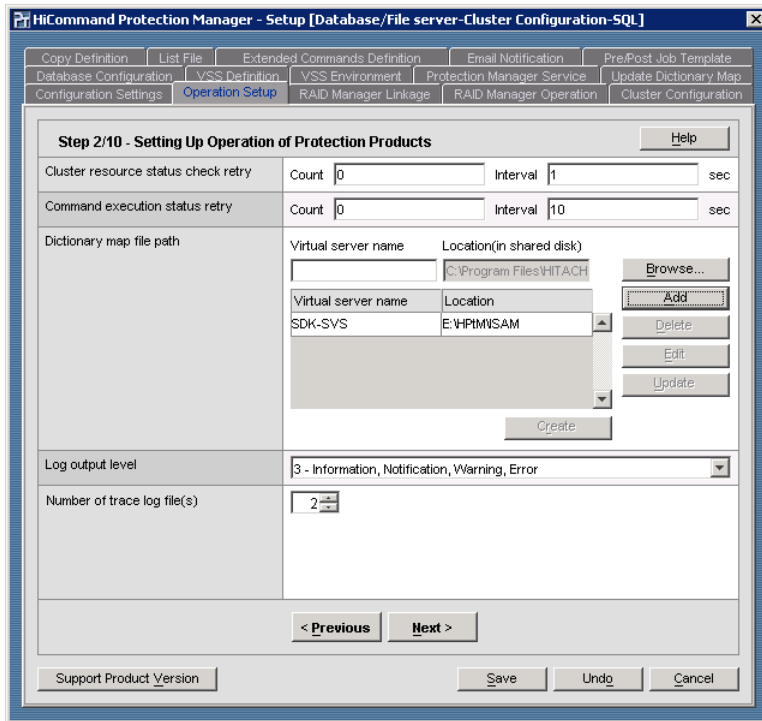 HiCommand Protection Manager - Setup [Database/File server-Cluster Configuration-SQL]
Copy Definition List File Extended Commands Definition Email Notification Pre/Post Job Template
Database Configuration VSS Definition VSS Environment Protection Manager Service Update Dictionary Map
Configuration Settings Operation Setup RAID Manager Linkage RAID Manager Operation Cluster Configuration
Step 2/10 - Setting Up Operation of Protection Products Help
Cluster resource status check retry Count 0 Interval 1 sec
Command execution status retry Count 0 Interval 10 sec
Dictionary map file path Virtual server name Location(in shared disk)
C:\Program Files\HITACH Browse...
Virtual server name Location Add
SDK-SVS E:\HPtM\ISAM Delete
Edit
Update
Create
Log output level 3 - Information, Notification, Warning, Error
Number of trace log file(s) 2
< Previous Next >
Support Product Version Save Undo Cancel